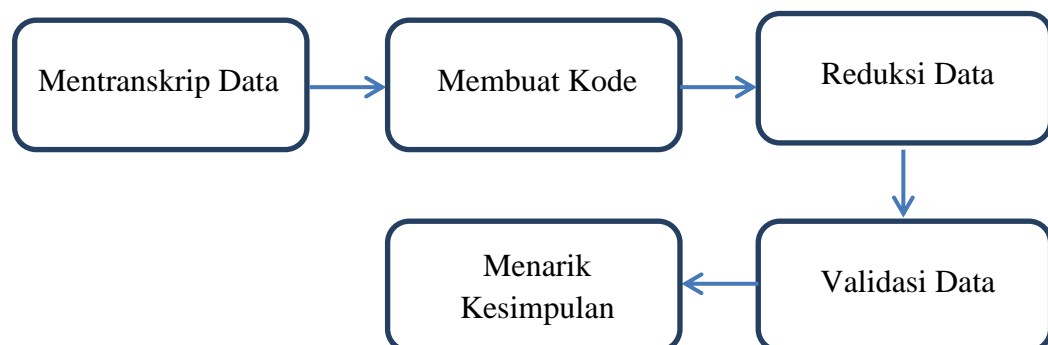 Mentranskrip Data
Membuat Kode
Reduksi Data
Validasi Data
Menarik
Kesimpulan